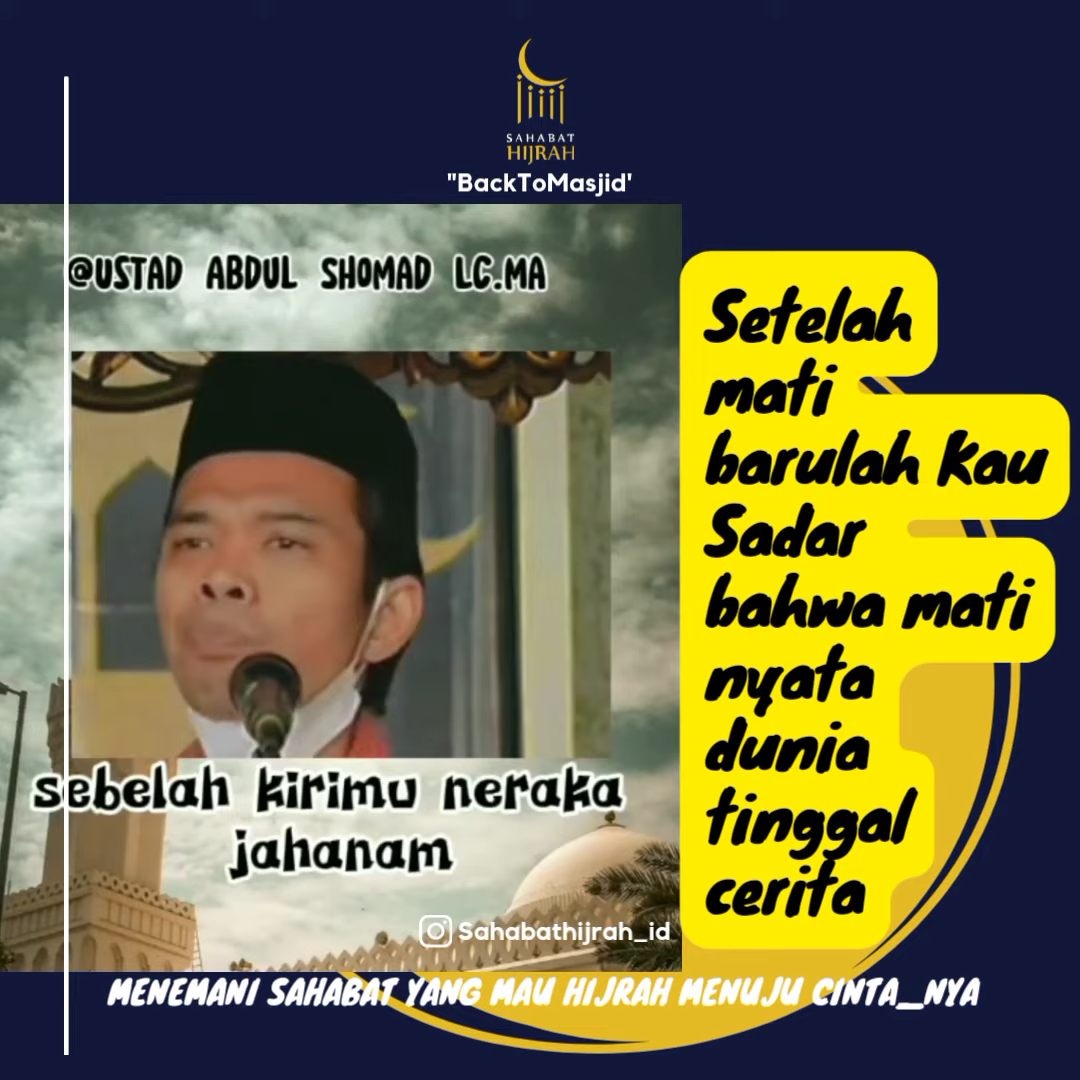 SAHABAT
HIJRAH
"BackToMasjid'
@USTAD ABDUL SHOMAD LC.MA
sebelah kirimu neraka
jahanam
Sahabathijrah_id
Setelah
mati
barulah Kau
Sadar
bahwa mati
nyata
dunia
tinggal
cerita
MENEMANI SAHABAT YANG MAU HIJRAH MENUJU CINTA_NYA